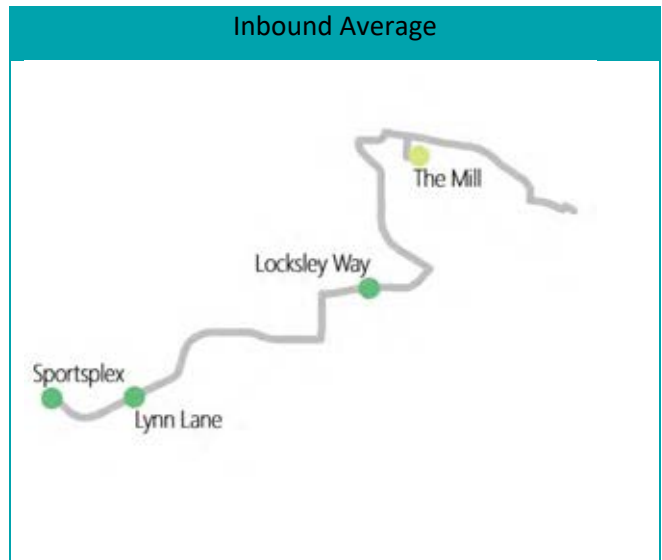 Inbound Average
The Mill
Locksley Way
Sportsplex
Lynn Lane